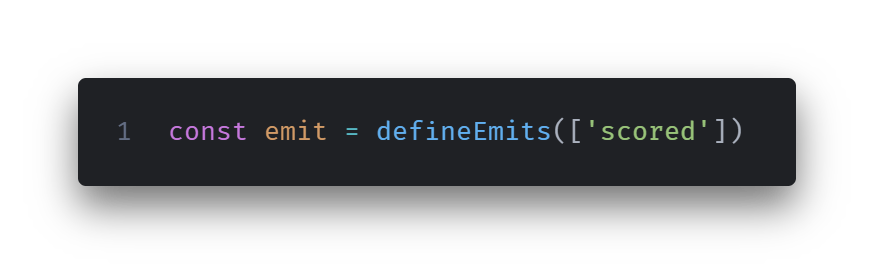 1 const emit = defineEmits(['scored'])